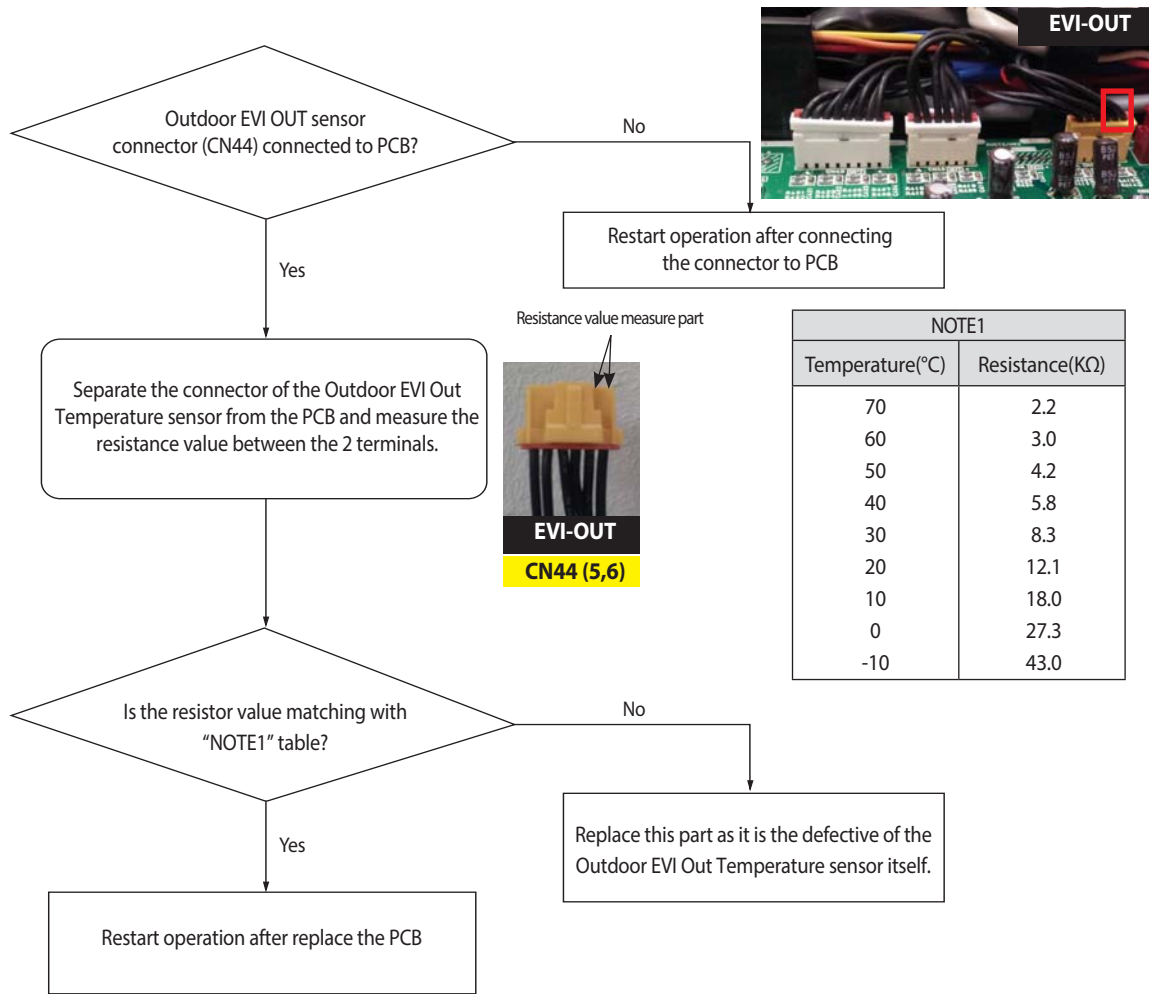 EVI-OUT
Outdoor EVI OUT sensor
connector (CN44) connected to PCB?
No
Restart operation after connecting
the connector to PCB
Yes
Separate the connector of the Outdoor EVI Out
Temperature sensor from the PCB and measure the
resistance value between the 2 terminals.
Resistance value measure part
EVI-OUT
CN44 (5,6)
NOTE1
Temperature(°C) Resistance(KΩ)
70 2.2
60 3.0
50 4.2
40 5.8
30 8.3
20 12.1
10 18.0
0 27.3
-10 43.0
Is the resistor value matching with
“NOTE1” table?
No
Replace this part as it is the defective of the
Outdoor EVI Out Temperature sensor itself.
Yes
Restart operation after replace the PCB